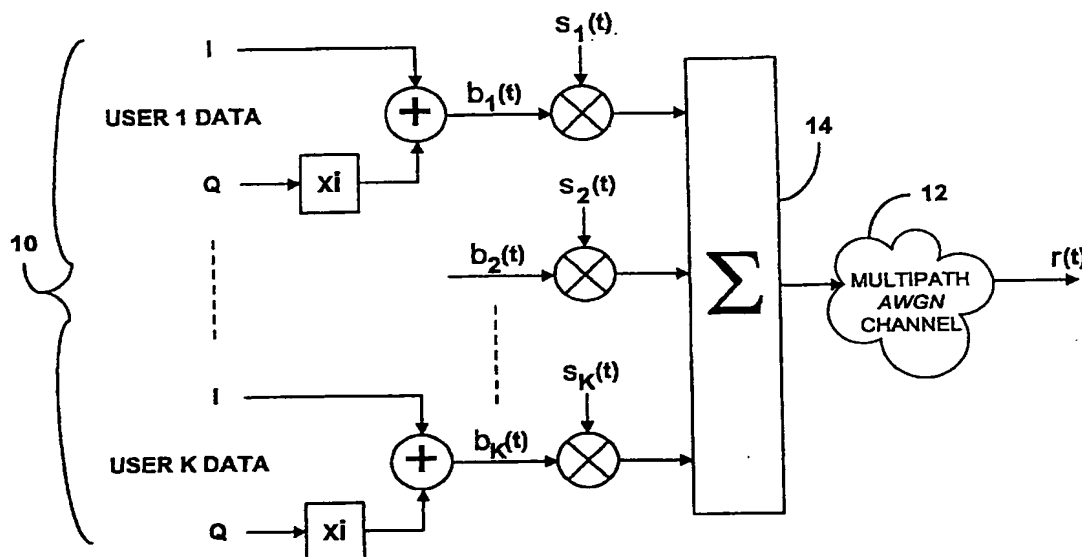 I
USER 1 DATA
Q
xi
+
b1(t)
s1(t)
10
b2(t)
s2(t)
Σ
14
12
MULTIPATH
AWGN
CHANNEL
r(t)
I
USER K DATA
Q
xi
+
bK(t)
sK(t)